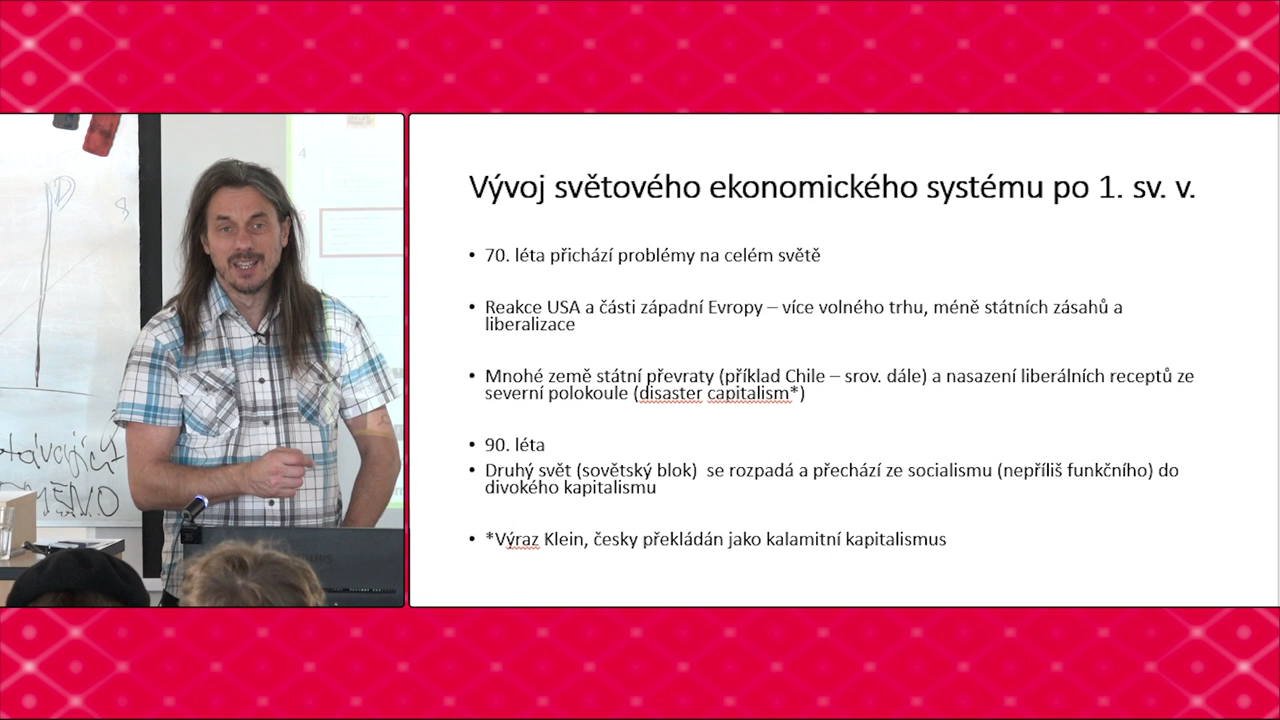 Vývoj světového ekonomického systému po 1. sv. v.
• 70. léta přichází problémy na celém světě
• Reakce USA a části západní Evropy – více volného trhu, méně státních zásahů a
liberalizace
• Mnohé země státní převraty (příklad Chile – srov. dále) a nasazení liberálních receptů ze
severní polokoule (disaster capitalism*)
• 90. léta
• Druhý svět (sovětský blok)  se rozpadá a přechází ze socialismu (nepříliš funkčního) do
divokého kapitalismu
• *Výraz Klein, česky překládán jako kalamitní kapitalismus
D
4